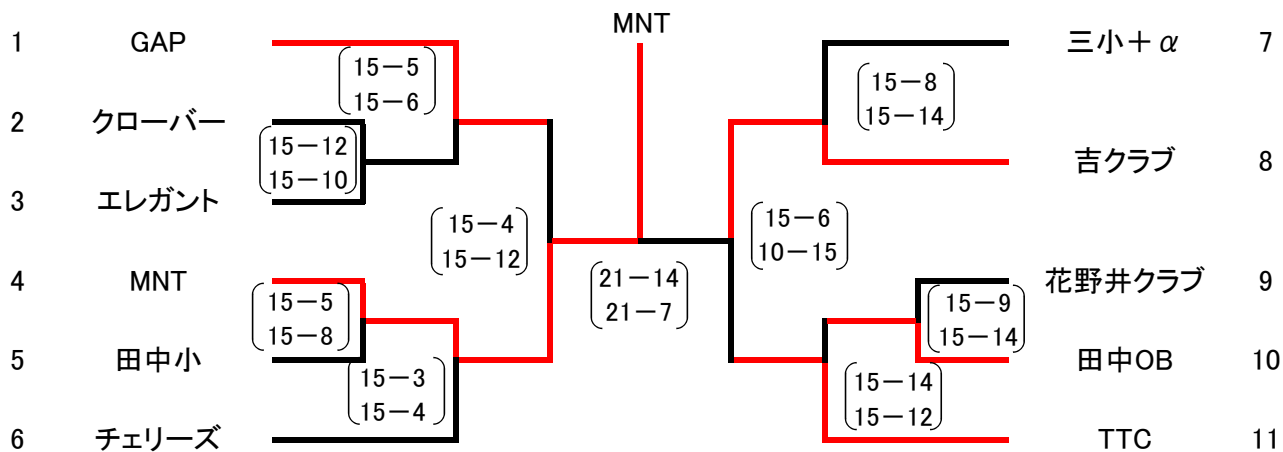 MNT
1 GAP
15－5
15－6
2 クローバー
15－12
15－10
3 エレガント
15－4
15－12
4 MNT
15－5
15－8
5 田中小
15－3
15－4
6 チェリーズ
21－14
21－7
三小＋α 7
15－8
15－14
吉クラブ 8
15－6
10－15
花野井クラブ 9
15－9
15－14
田中OB 10
15－14
15－12
TTC 11